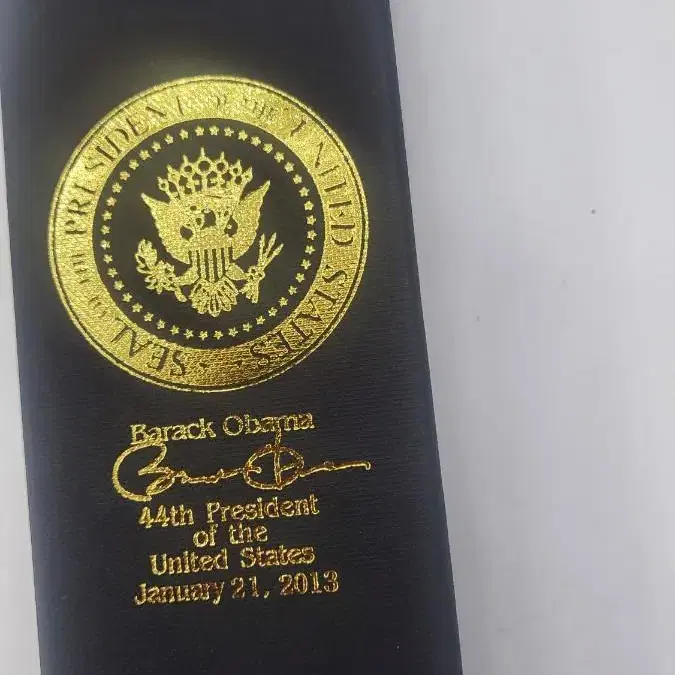 SEAL OF THE PRESIDENT OF THE UNITED STATES
Barack Obama
44th President
of the
United States
January 21, 2013